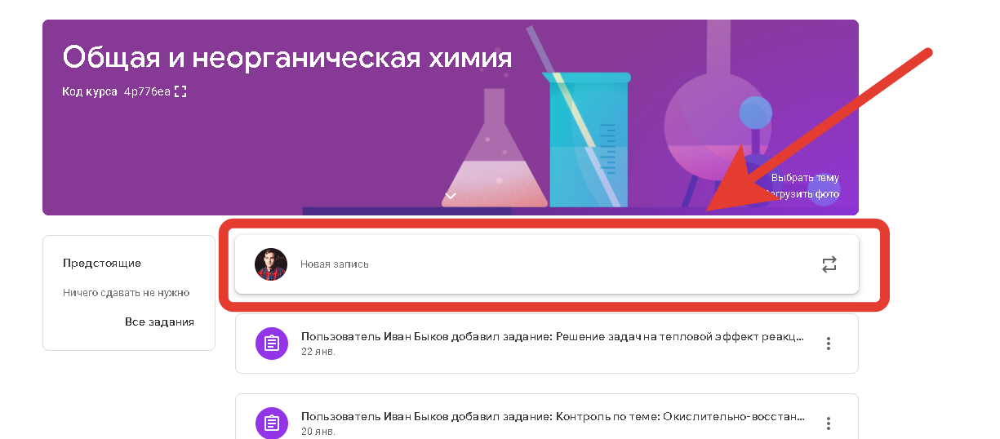 Общая и неорганическая химия
Код курса 4p776ea
Выбрать тему
фото
Предстоящие
Ничего сдавать не нужно
Все задания
Новая запись
Пользователь Иван Быков добавил задание: Решение задач на тепловой эффект реакц...
22 янв.
Пользователь Иван Быков добавил задание: Контроль по теме: Окислительно-восстан...
20 янв.